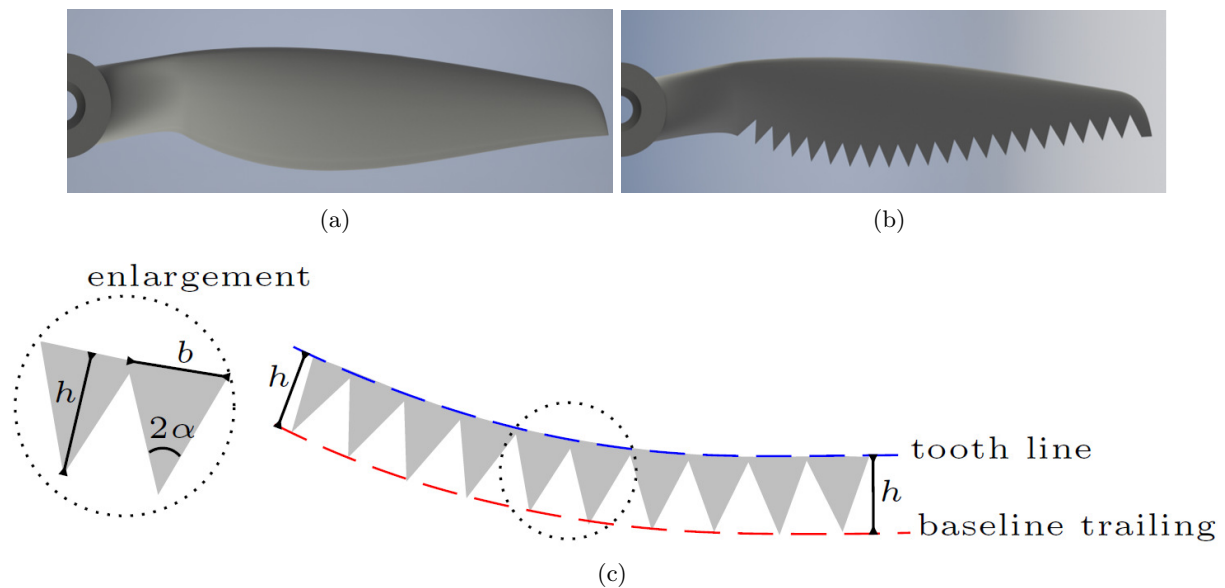 (a)
(b)
enlargement
b
h
2α
h
tooth line
h
baseline trailing
(c)